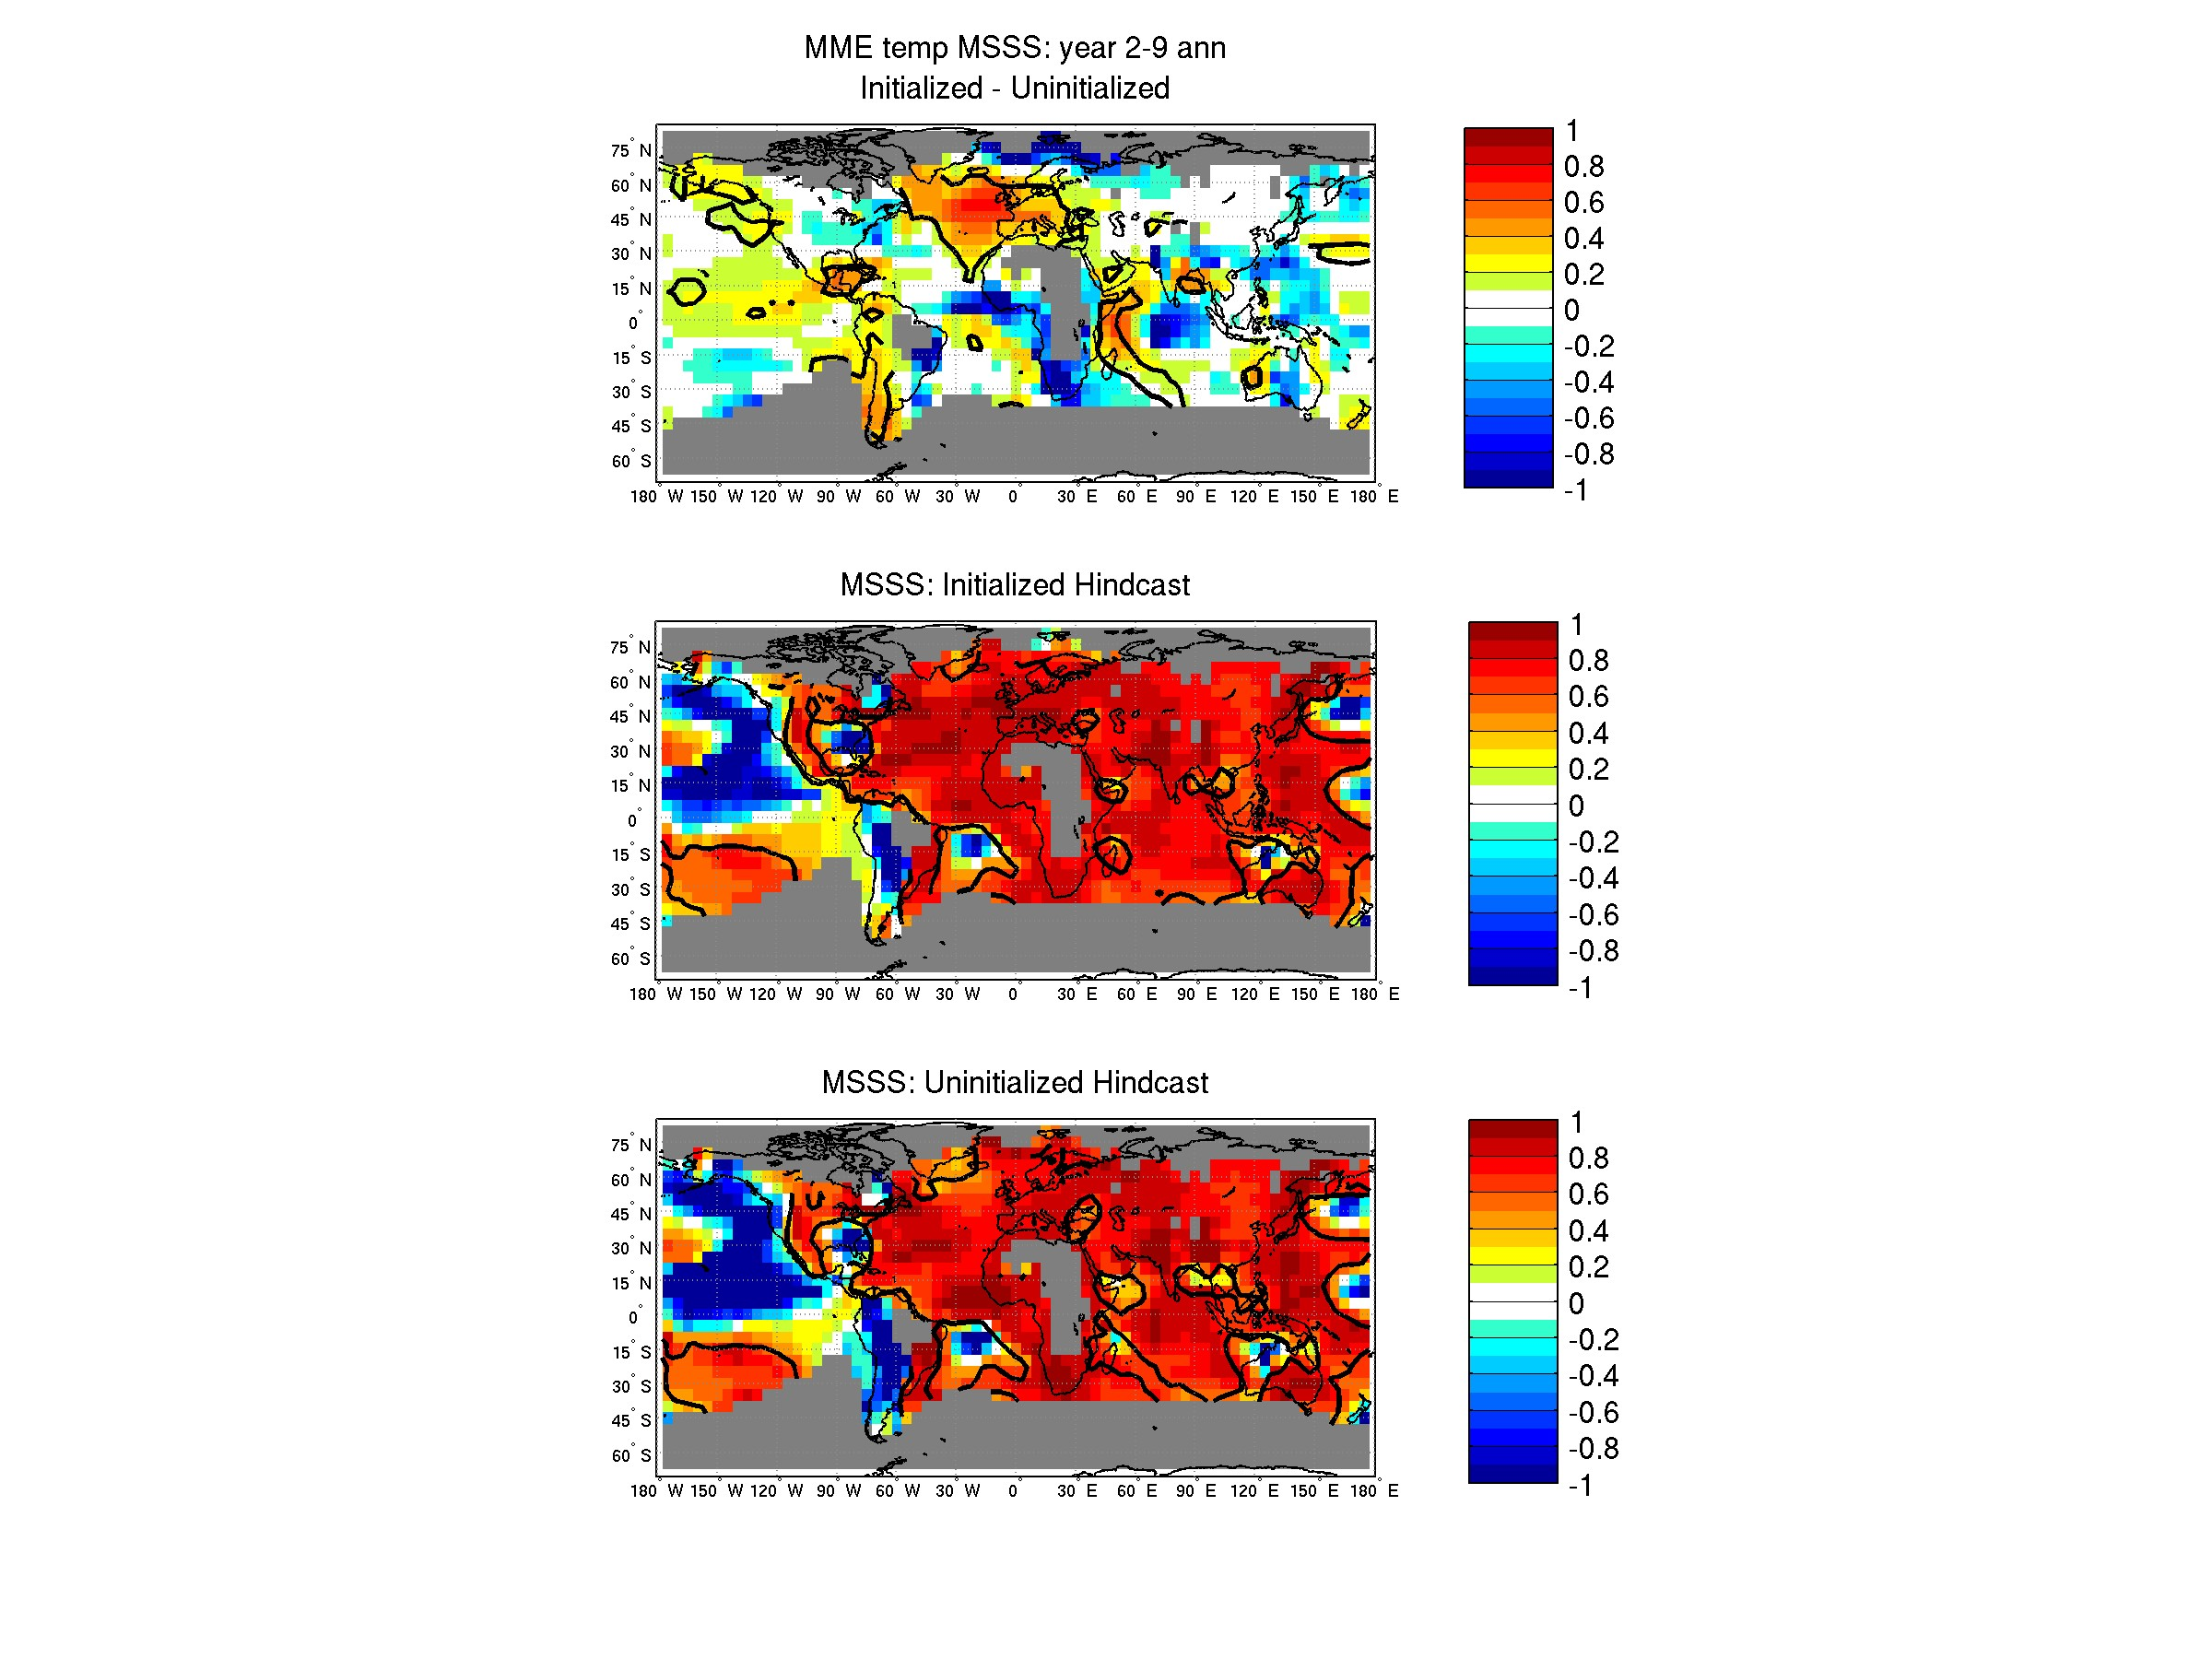 MME temp MSSS: year 2-9 ann
Initialized - Uninitialized
75° N
60° N
45° N
30° N
15° N
0°
15° S
30° S
45° S
60° S
180° W 150° W 120° W 90° W 60° W 30° W 0° 30° E 60° E 90° E 120° E 150° E 180° E
1
0.8
0.6
0.4
0.2
0
-0.2
-0.4
-0.6
-0.8
-1
MSSS: Initialized Hindcast
75° N
60° N
45° N
30° N
15° N
0°
15° S
30° S
45° S
60° S
180° W 150° W 120° W 90° W 60° W 30° W 0° 30° E 60° E 90° E 120° E 150° E 180° E
1
0.8
0.6
0.4
0.2
0
-0.2
-0.4
-0.6
-0.8
-1
MSSS: Uninitialized Hindcast
75° N
60° N
45° N
30° N
15° N
0°
15° S
30° S
45° S
60° S
180° W 150° W 120° W 90° W 60° W 30° W 0° 30° E 60° E 90° E 120° E 150° E 180° E
1
0.8
0.6
0.4
0.2
0
-0.2
-0.4
-0.6
-0.8
-1